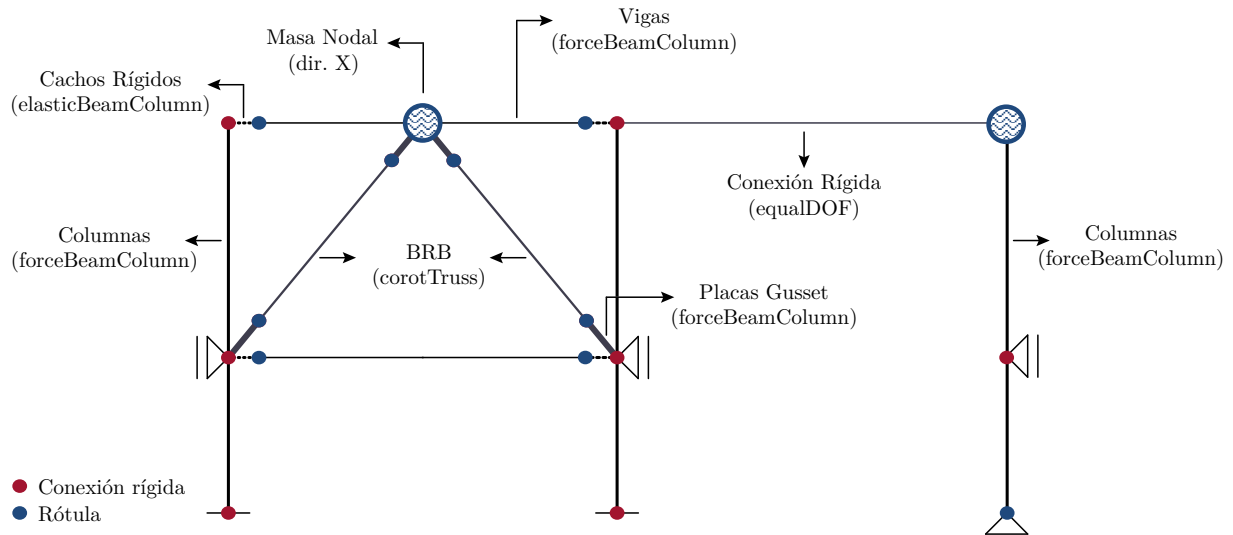 Vigas
(forceBeamColumn)
Masa Nodal
(dir. X)
Cachos Rígidos
(elasticBeamColumn)
Conexión Rígida
(equalDOF)
Columnas
(forceBeamColumn)
BRB
(corotTruss)
Columnas
(forceBeamColumn)
Placas Gusset
(forceBeamColumn)
Conexión rígida
Rótula